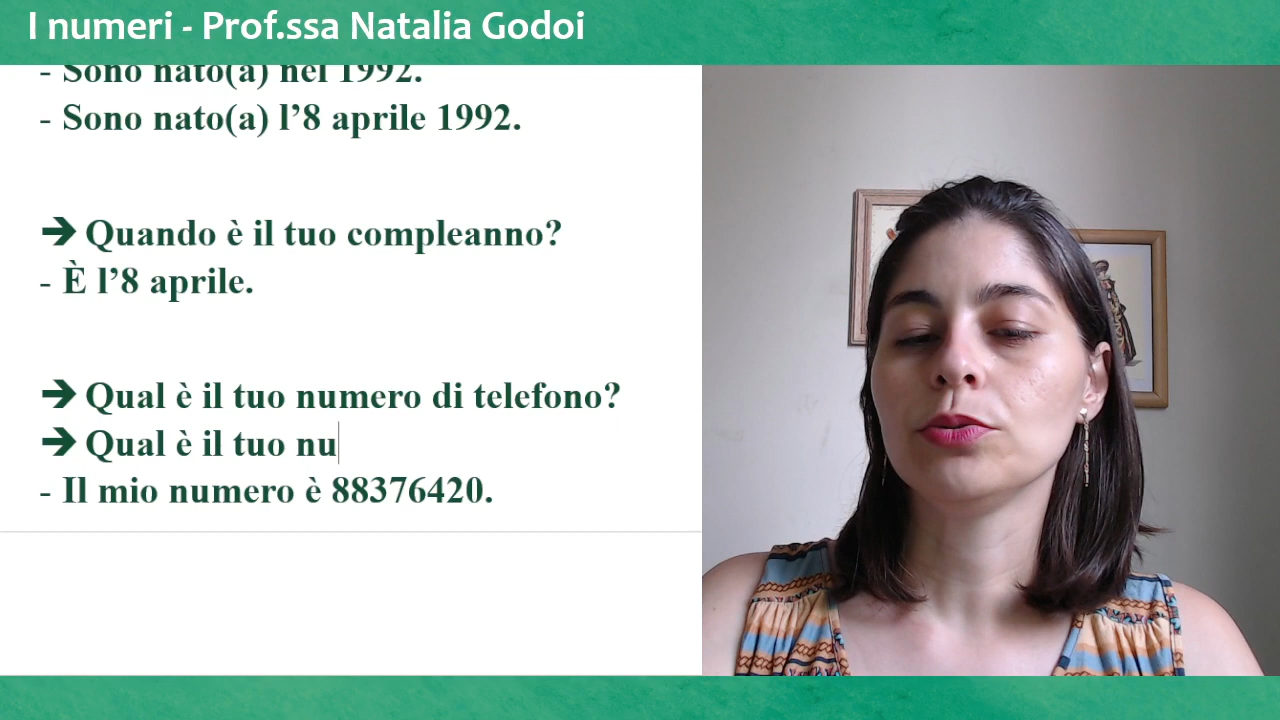 I numeri - Prof.ssa Natalia Godoi
- Sono nato(a) nel 1992.
- Sono nato(a) l’8 aprile 1992.
➔ Quando è il tuo compleanno?
- È l’8 aprile.
➔ Qual è il tuo numero di telefono?
➔ Qual è il tuo nu
- Il mio numero è 88376420.